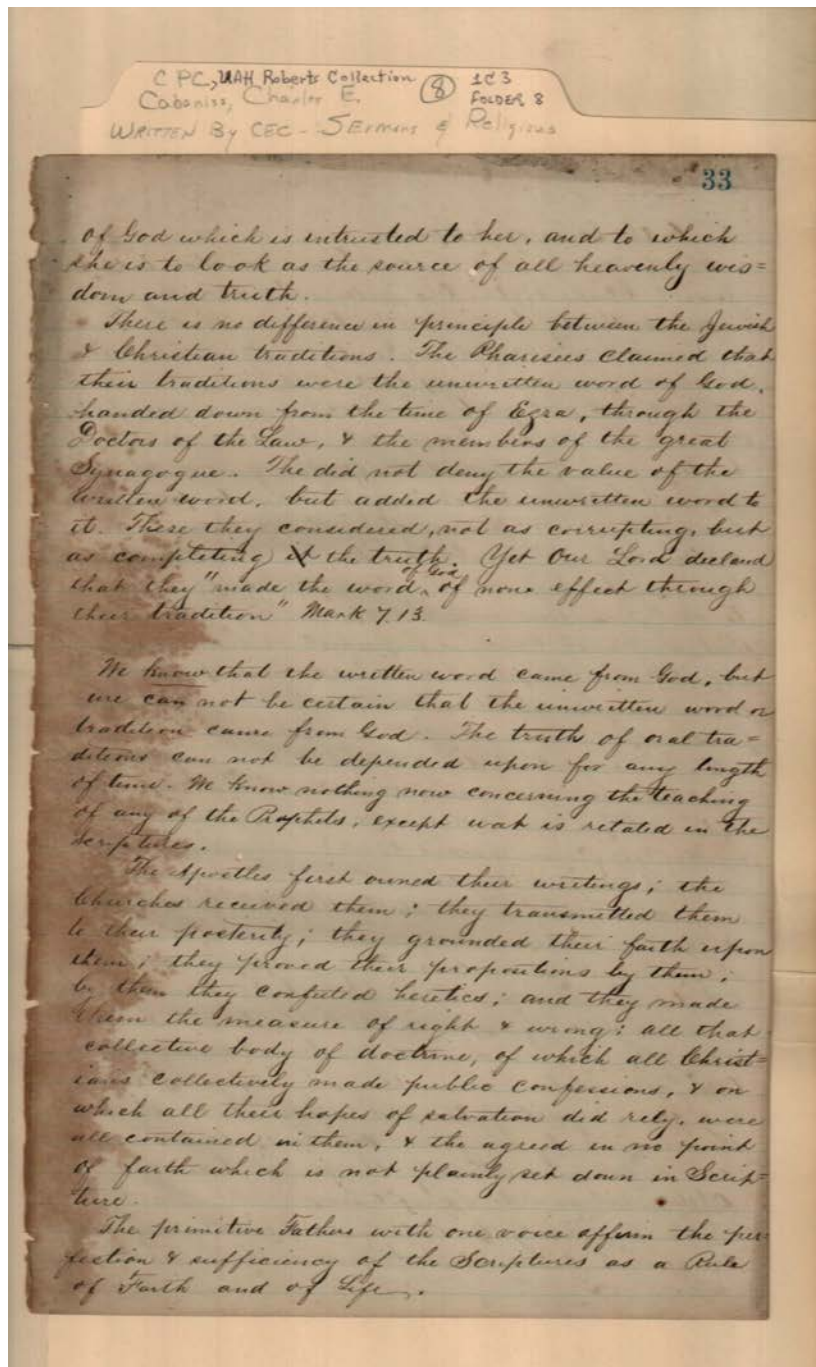 C PC, UAH Roberts Collection
Cabaniss, Charles E.
8
1C3
FOLDER 8
WRITTEN By CEC - SERMONS & Religious
33
of God which is intrusted to her, and to which
she is to look as the source of all heavenly wis=
dom and truth.
There is no difference in principle between the Jewish
& Christian traditions. The Pharisees claimed that
their traditions were the unwritten word of God,
handed down from the time of Ezra, through the
Doctors of the Law, & the members of the great
Synagogue. The did not deny the value of the
written word, but added the unwritten word to
it. These they considered, not as corrupting, but
as completing the truth. Yet Our Lord declared
that they "made the word of God of none effect through
their tradition" Mark 7.13.
We know that the written word came from God, but
we can not be certain that the unwritten word or
tradition came from God. The truth of oral tra=
ditions can not be depended upon for any length
of time. We know nothing now concerning the teaching
of any of the Prophets, except wat is related in the
Scriptures.
The Apostles first owned their writings; the
Churches received them; they transmitted them
to their posterity; they grounded their faith upon
them; they proved their propositions by them;
by them they confuted heretics; and they made
them the measure of right & wrong: all that
collective body of doctrine, of which all Christ=
ians collectively made public confessions, & on
which all their hopes of salvation did rely, were
all contained in them, & the agreed in no point
of faith which is not plainly set down in Scrip=
ture.
The primitive Fathers with one voice affirm the per=
fection & sufficiency of the Scriptures as a Rule
of Faith and of Life.